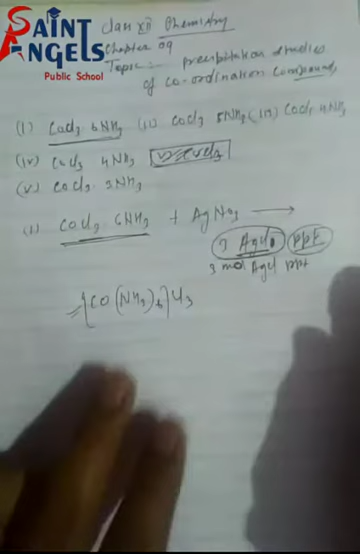 SAINT
ANGELS
Public School
Class XII Chemistry
Chapter 09
Topic:- precipitation studies
of co-ordination compounds
(i) CoCl3 6NH3 (ii) CoCl3 5NH3 (iii) CoCl3 4NH3
(iv) CoCl3 4NH3
(v) CoCl3 . 3NH3
(i) CoCl3 . 6NH3 + AgNO3 →
3 AgCl ppt
3 mol AgCl ppt
[CO(NH3)6]Cl3